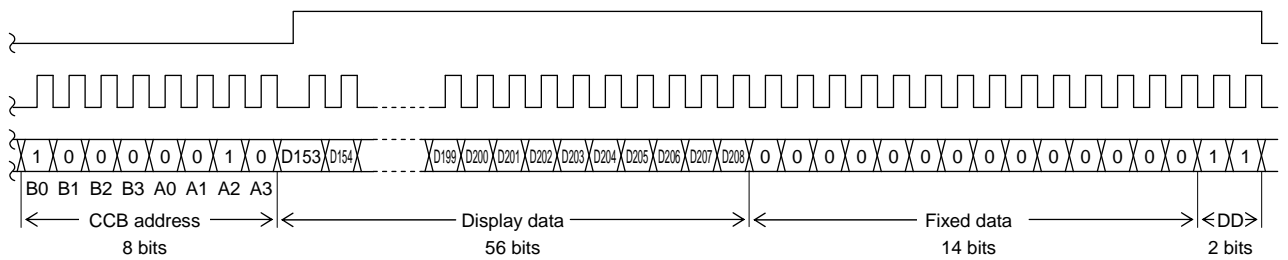 1 0 0 0 0 0 1 0 D153 D154 D199 D200 D201 D202 D203 D204 D205 D206 D207 D208 0 0 0 0 0 0 0 0 0 0 0 0 0 0 1 1
B0 B1 B2 B3 A0 A1 A2 A3
CCB address Display data Fixed data DD
8 bits 56 bits 14 bits 2 bits